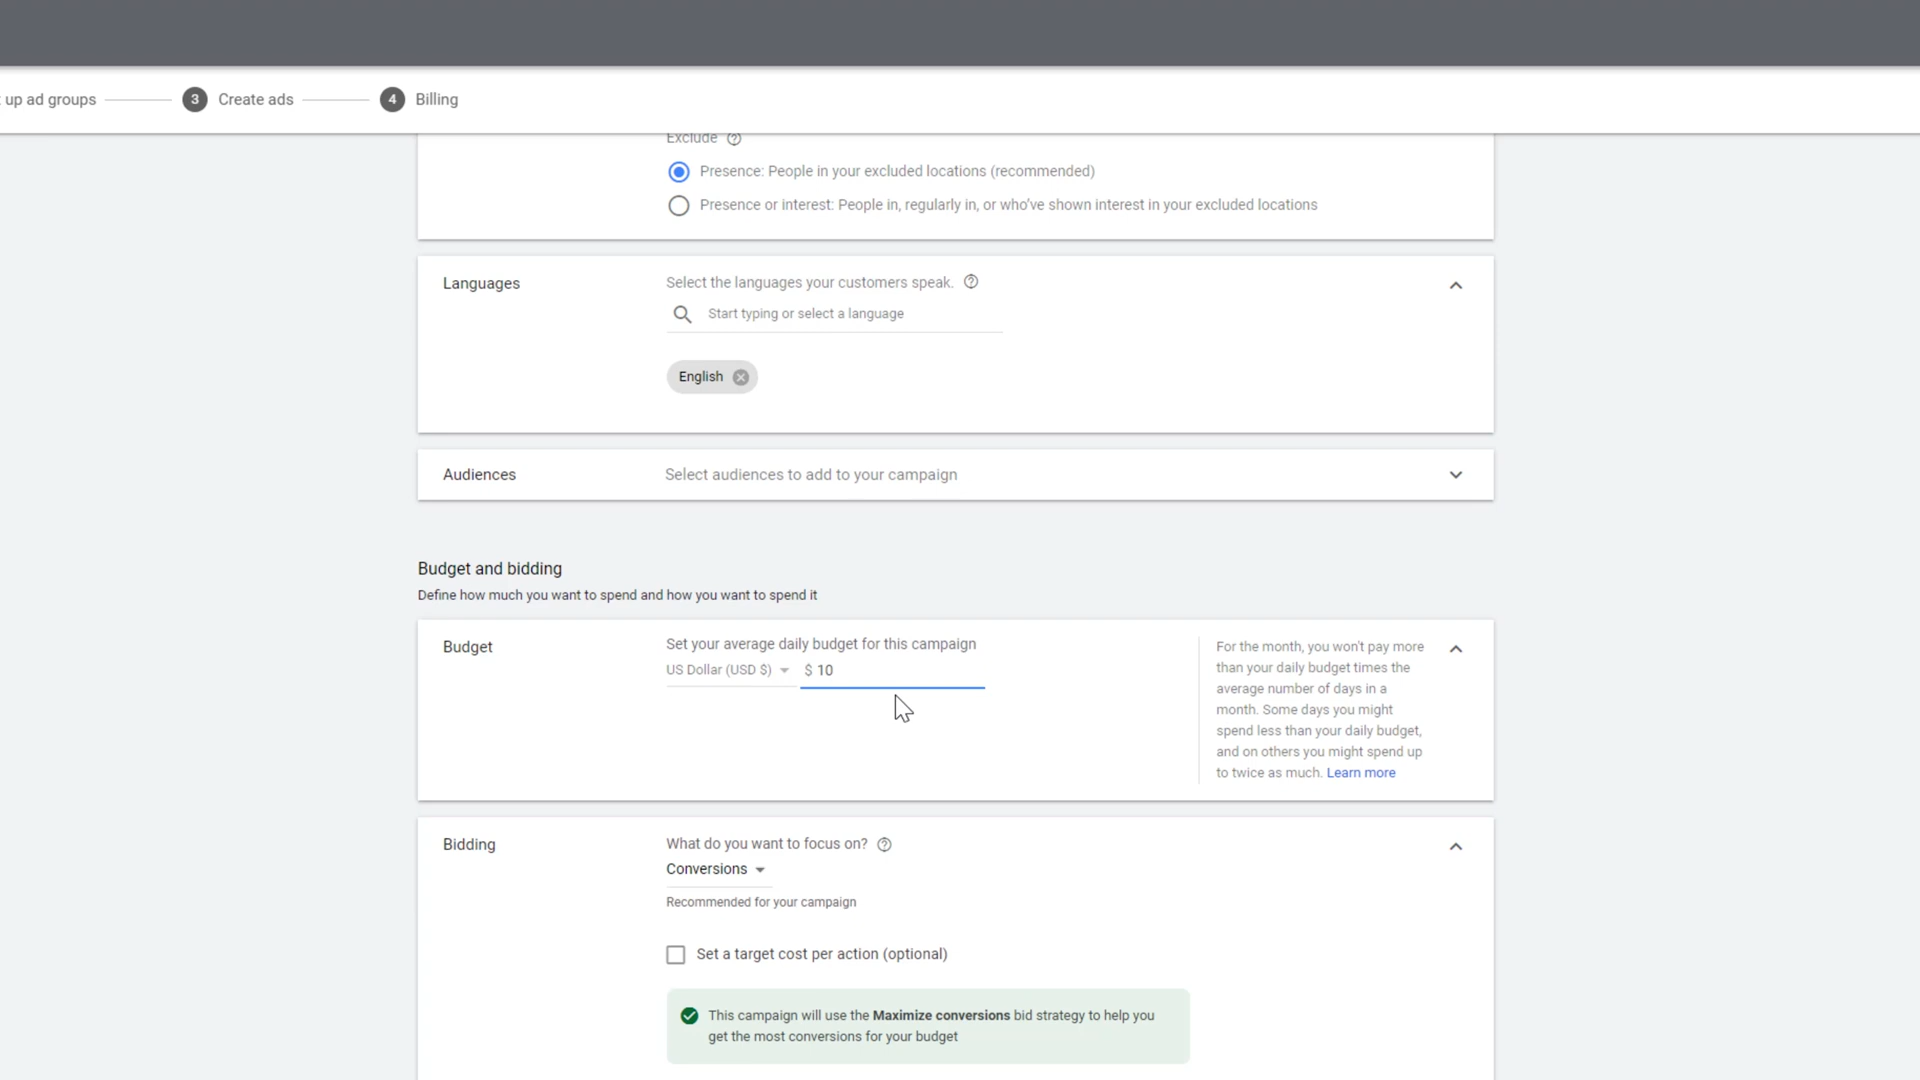 up ad groups 3 Create ads 4 Billing
Exclude
Presence: People in your excluded locations (recommended)
Presence or interest: People in, regularly in, or who've shown interest in your excluded locations
Languages
Select the languages your customers speak.
Start typing or select a language
English
Audiences
Select audiences to add to your campaign
Budget and bidding
Define how much you want to spend and how you want to spend it
Budget
Set your average daily budget for this campaign
US Dollar (USD $) $ 10
For the month, you won't pay more
than your daily budget times the
average number of days in a
month. Some days you might
spend less than your daily budget,
and on others you might spend up
to twice as much. Learn more
Bidding
What do you want to focus on?
Conversions
Recommended for your campaign
Set a target cost per action (optional)
This campaign will use the Maximize conversions bid strategy to help you
get the most conversions for your budget